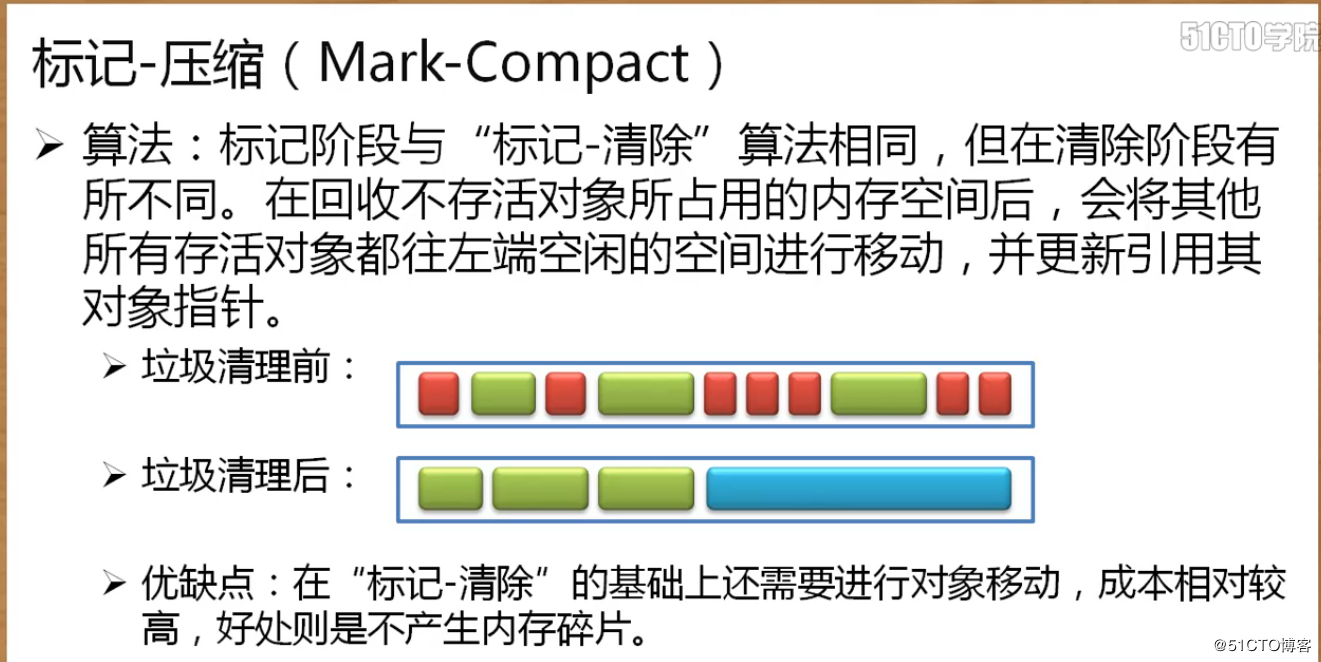 51CTO学院
标记-压缩（Mark-Compact）
算法：标记阶段与“标记-清除”算法相同，但在清除阶段有
所不同。在回收不存活对象所占用的内存空间后，会将其他
所有存活对象都往左端空闲的空间进行移动，并更新引用其
对象指针。
垃圾清理前：
垃圾清理后：
优缺点：在“标记-清除”的基础上还需要进行对象移动，成本相对较
高，好处则是不产生内存碎片。
@51CTO博客